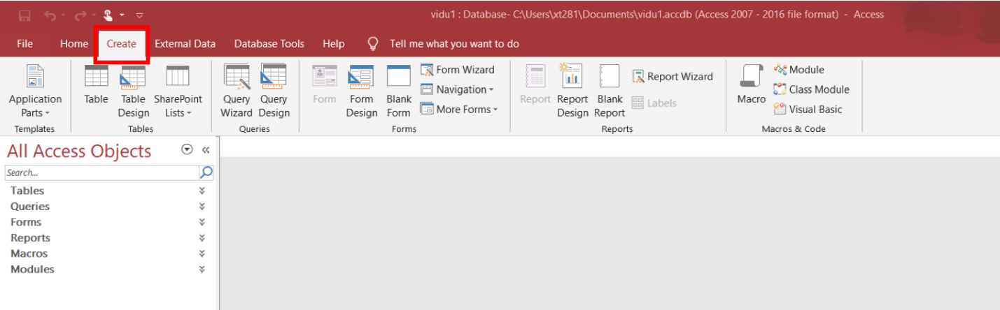 vidu1 : Database- C:\Users\xt281\Documents\vidu1.accdb (Access 2007 - 2016 file format) - Access
File Home Create External Data Database Tools Help Tell me what you want to do
Application Parts
Templates
Table
Table Design
SharePoint Lists
Tables
Query Wizard
Query Design
Queries
Form
Form Design
Blank Form
Form Wizard
Navigation
More Forms
Forms
Report
Report Design
Blank Report
Report Wizard
Labels
Reports
Macro
Module
Class Module
Visual Basic
Macros & Code
All Access Objects
Search...
Tables
Queries
Forms
Reports
Macros
Modules